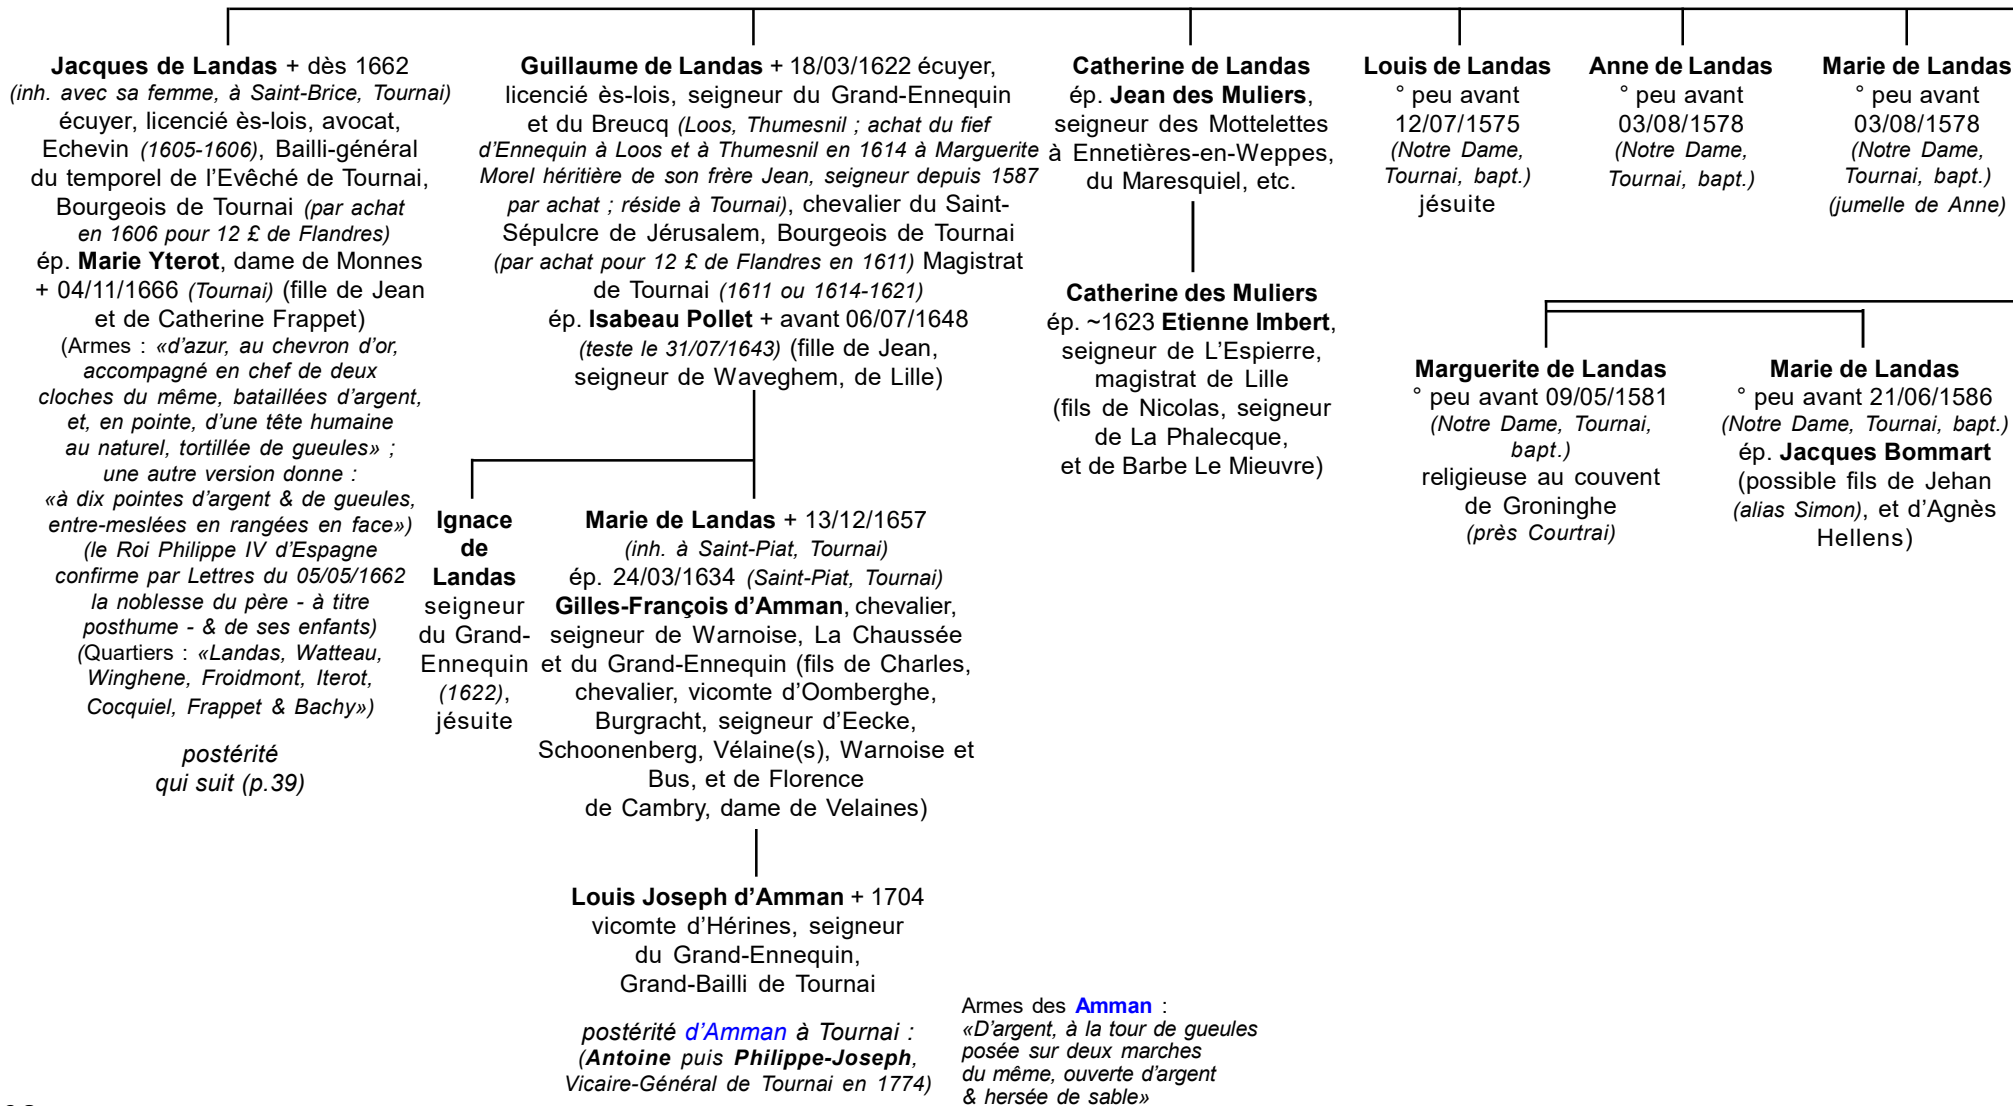 Jacques de Landas + dès 1662
(inh. avec sa femme, à Saint-Brice, Tournai)
écuyer, licencié ès-lois, avocat,
Echevin (1605-1606), Bailli-général
du temporel de l'Evêché de Tournai,
Bourgeois de Tournai (par achat
en 1606 pour 12 £ de Flandres)
ép. Marie Yterot, dame de Monnes
+ 04/11/1666 (Tournai) (fille de Jean
et de Catherine Frappet)
(Armes : «d'azur, au chevron d'or,
accompagné en chef de deux
cloches du même, bataillées d'argent,
et, en pointe, d'une tête humaine
au naturel, tortillée de gueules» ;
une autre version donne :
«à dix pointes d'argent & de gueules,
entre-meslées en rangées en face»)
(le Roi Philippe IV d'Espagne
confirme par Lettres du 05/05/1662
la noblesse du père - à titre
posthume - & de ses enfants)
(Quartiers : «Landas, Watteau,
Winghene, Froidmont, Iterot,
Cocquiel, Frappet & Bachy»)
postérité
qui suit (p.39)
Guillaume de Landas + 18/03/1622 écuyer,
licencié ès-lois, seigneur du Grand-Ennequin
et du Breucq (Loos, Thumesnil ; achat du fief
d'Ennequin à Loos et à Thumesnil en 1614 à Marguerite
Morel héritière de son frère Jean, seigneur depuis 1587
par achat ; réside à Tournai), chevalier du Saint-
Sépulcre de Jérusalem, Bourgeois de Tournai
(par achat pour 12 £ de Flandres en 1611) Magistrat
de Tournai (1611 ou 1614-1621)
ép. Isabeau Pollet + avant 06/07/1648
(teste le 31/07/1643) (fille de Jean,
seigneur de Waveghem, de Lille)
Ignace
de
Landas
seigneur
du Grand-
Ennequin
(1622),
jésuite
Marie de Landas + 13/12/1657
(inh. à Saint-Piat, Tournai)
ép. 24/03/1634 (Saint-Piat, Tournai)
Gilles-François d'Amman, chevalier,
seigneur de Warnoise, La Chaussée
et du Grand-Ennequin (fils de Charles,
chevalier, vicomte d'Oomberghe,
Burgracht, seigneur d'Eecke,
Schoonenberg, Vélaine(s), Warnoise et
Bus, et de Florence
de Cambry, dame de Velaines)
Louis Joseph d'Amman + 1704
vicomte d'Hérines, seigneur
du Grand-Ennequin,
Grand-Bailli de Tournai
postérité d'Amman à Tournai :
(Antoine puis Philippe-Joseph,
Vicaire-Général de Tournai en 1774)
Armes des Amman :
«D'argent, à la tour de gueules
posée sur deux marches
du même, ouverte d'argent
& hersée de sable»
Catherine de Landas
ép. Jean des Muliers,
seigneur des Mottelettes
à Ennetières-en-Weppes,
du Maresquiel, etc.
Catherine des Muliers
ép. ~1623 Etienne Imbert,
seigneur de L'Espierre,
magistrat de Lille
(fils de Nicolas, seigneur
de La Phalecque,
et de Barbe Le Mieuvre)
Louis de Landas
° peu avant
12/07/1575
(Notre Dame,
Tournai, bapt.)
jésuite
Anne de Landas
° peu avant
03/08/1578
(Notre Dame,
Tournai, bapt.)
Marie de Landas
° peu avant
03/08/1578
(Notre Dame,
Tournai, bapt.)
(jumelle de Anne)
Marguerite de Landas
° peu avant 09/05/1581
(Notre Dame, Tournai,
bapt.)
religieuse au couvent
de Groninghe
(près Courtrai)
Marie de Landas
° peu avant 21/06/1586
(Notre Dame, Tournai, bapt.)
ép. Jacques Bommart
(possible fils de Jehan
(alias Simon), et d'Agnès
Hellens)